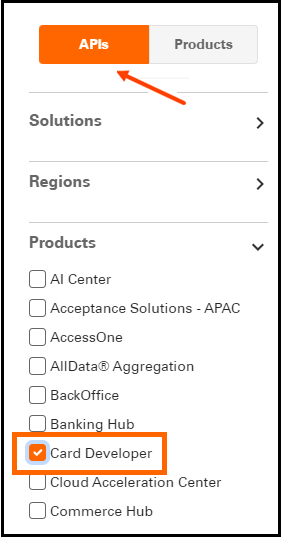 APIs Products
Solutions
Regions
Products
AI Center
Acceptance Solutions - APAC
AccessOne
AllData® Aggregation
BackOffice
Banking Hub
Card Developer
Cloud Acceleration Center
Commerce Hub